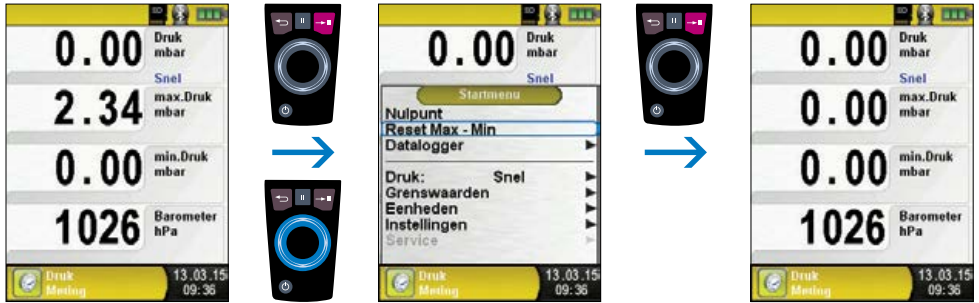 0.00 Druk mbar
Snel
2.34 max.Druk mbar
0.00 min.Druk mbar
1026 Barometer hPa
Druk Meting
13.03.15
09:36
0.00 Druk mbar
Snel
Startmenu
Nulpunt
Reset Max - Min
Datalogger
Druk: Snel
Grenswaarden
Eenheden
Instellingen
Service
Druk Meting
13.03.15
09:36
0.00 Druk mbar
Snel
0.00 max.Druk mbar
0.00 min.Druk mbar
1026 Barometer hPa
Druk Meting
13.03.15
09:36